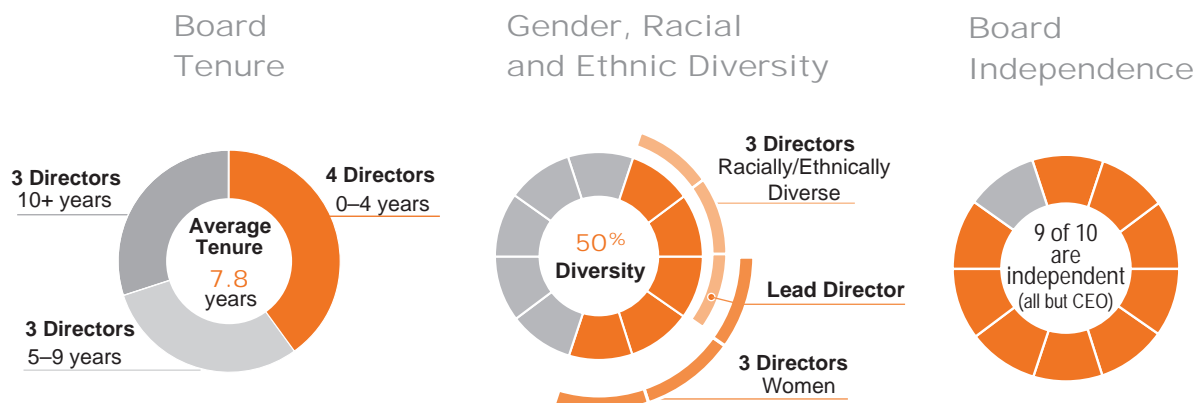 Board
Tenure
3 Directors
10+ years
4 Directors
0–4 years
Average
Tenure
7.8
years
3 Directors
5–9 years
Gender, Racial
and Ethnic Diversity
3 Directors
Racially/Ethnically
Diverse
50%
Diversity
Lead Director
3 Directors
Women
Board
Independence
9 of 10
are
independent
(all but CEO)